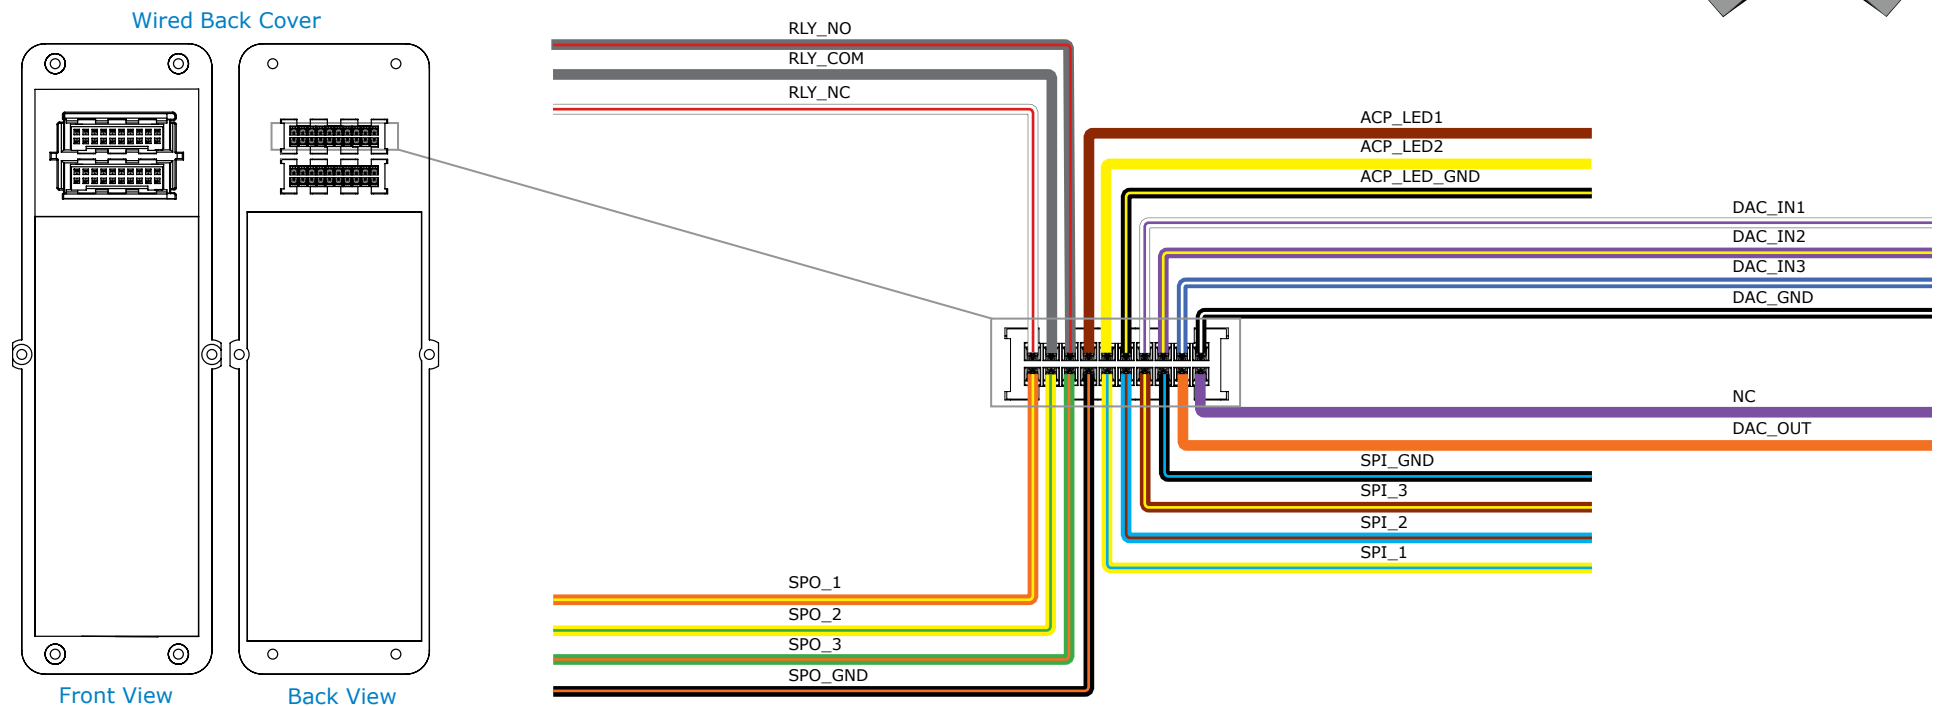 Wired Back Cover
Front View
Back View
RLY_NO
RLY_COM
RLY_NC
ACP_LED1
ACP_LED2
ACP_LED_GND
DAC_IN1
DAC_IN2
DAC_IN3
DAC_GND
NC
DAC_OUT
SPI_GND
SPI_3
SPI_2
SPI_1
SPO_1
SPO_2
SPO_3
SPO_GND